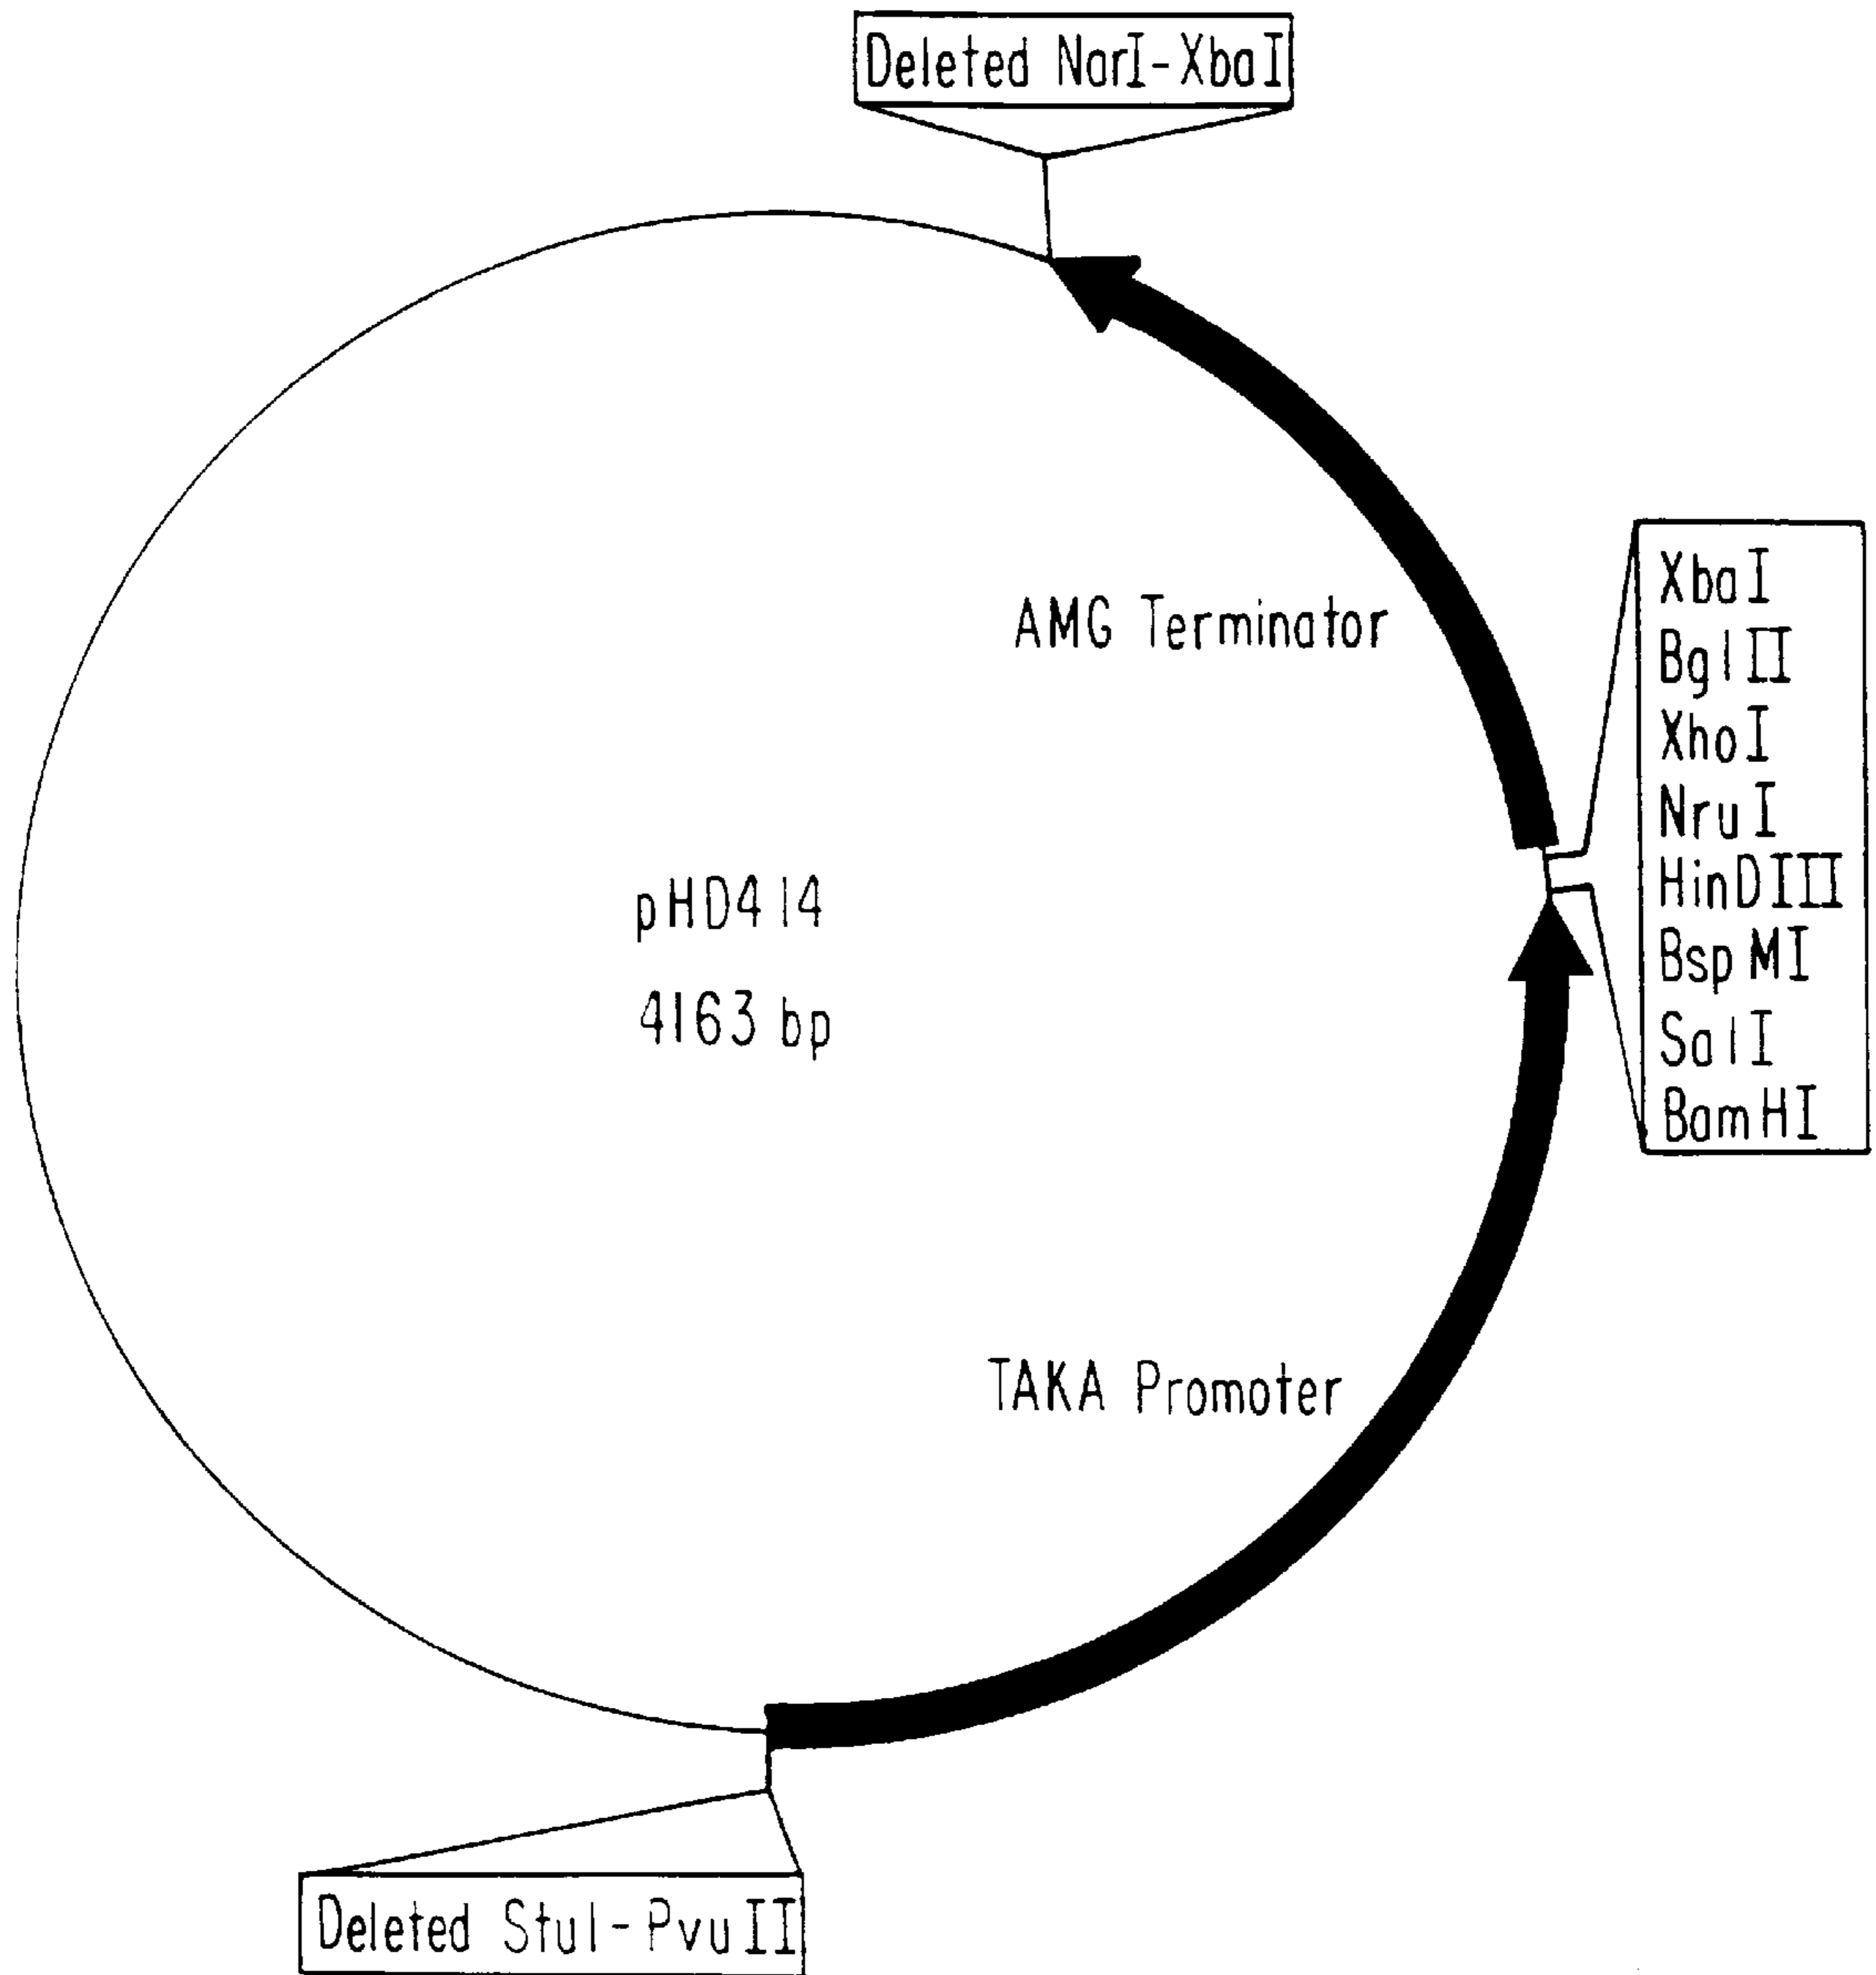 Deleted NarI-XbaI
AMG Terminator
XbaI
BglII
XhoI
NruI
HinDIII
BspMI
SalI
BamHI
pHD414
4163 bp
TAKA Promoter
Deleted StuI-PvuII